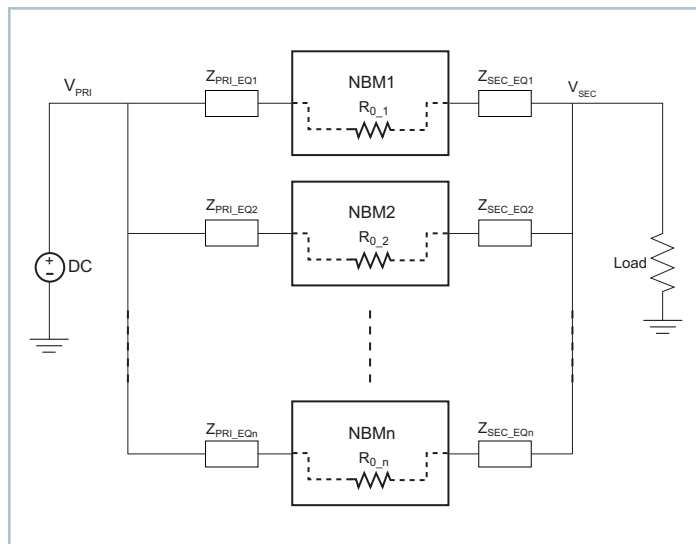 V_PRI
Z_PRI_EQ1
NBM1
R_0_1
Z_SEC_EQ1
V_SEC
Z_PRI_EQ2
NBM2
R_0_2
Z_SEC_EQ2
+
DC
Load
Z_PRI_EQn
NBMn
R_0_n
Z_SEC_EQn